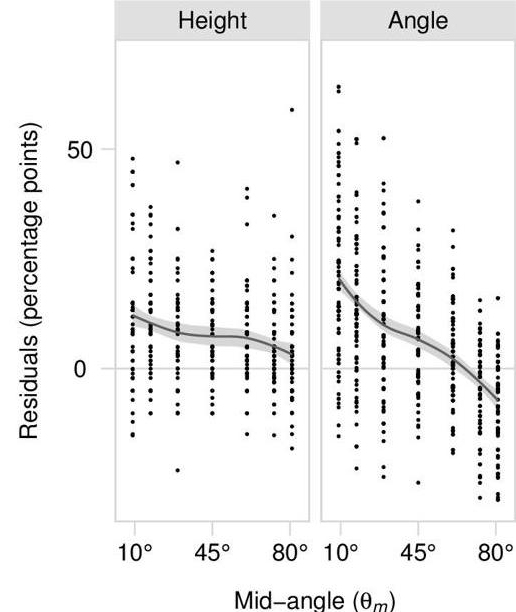 Height Angle
Residuals (percentage points)
50
0
10° 45° 80° 10° 45° 80°
Mid−angle (θm)